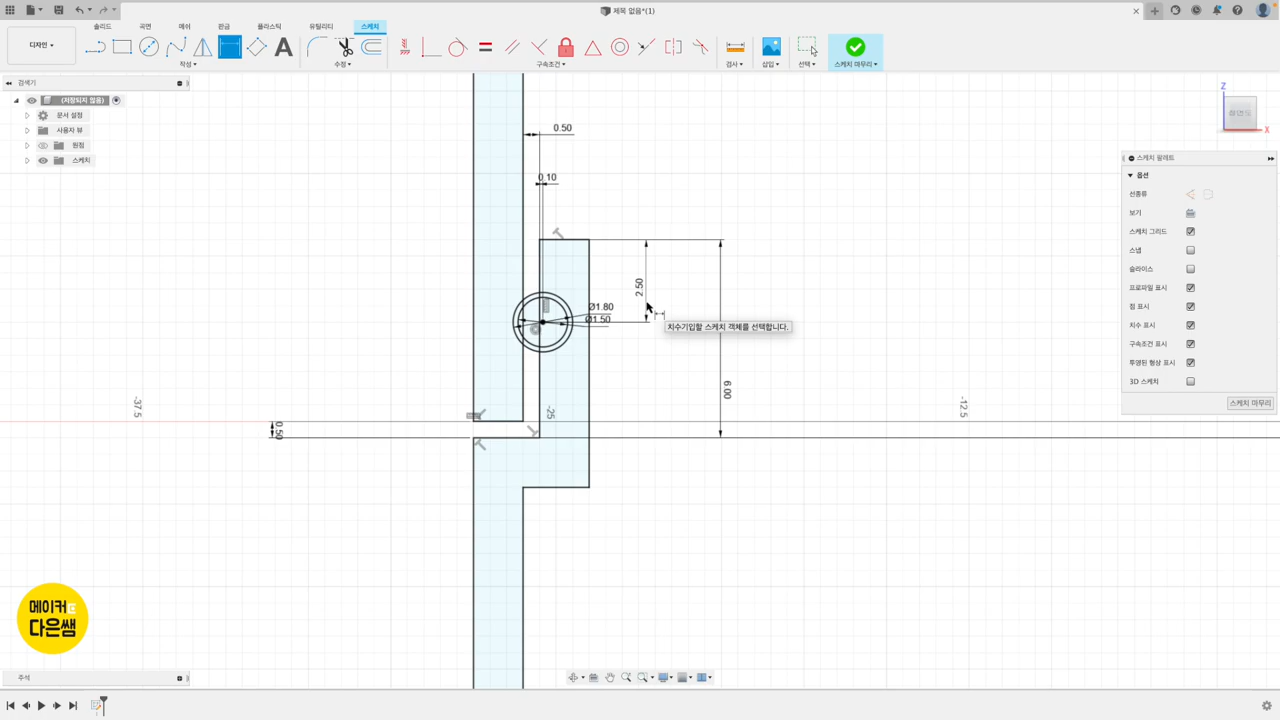 제목 없음*(1)
솔리드 곡면 메쉬 판금 플라스틱 유틸리티 스케치
디자인
작성 수정 구속조건 검사 삽입 선택 스케치 마무리
검색기
(저장되지 않음)
문서 설정
사용자 뷰
원점
스케치
0.50
0.10
2.50
Ø1.80
Ø1.50
치수기입할 스케치 객체를 선택합니다.
6.00
-37.5
-25
-12.5
0.50
Z
X
스케치 팔레트
옵션
선종류
보기
스케치 그리드
스냅
슬라이스
프로파일 표시
점 표시
치수 표시
구속조건 표시
투영된 형상 표시
3D 스케치
스케치 마무리
다은쌤
주석